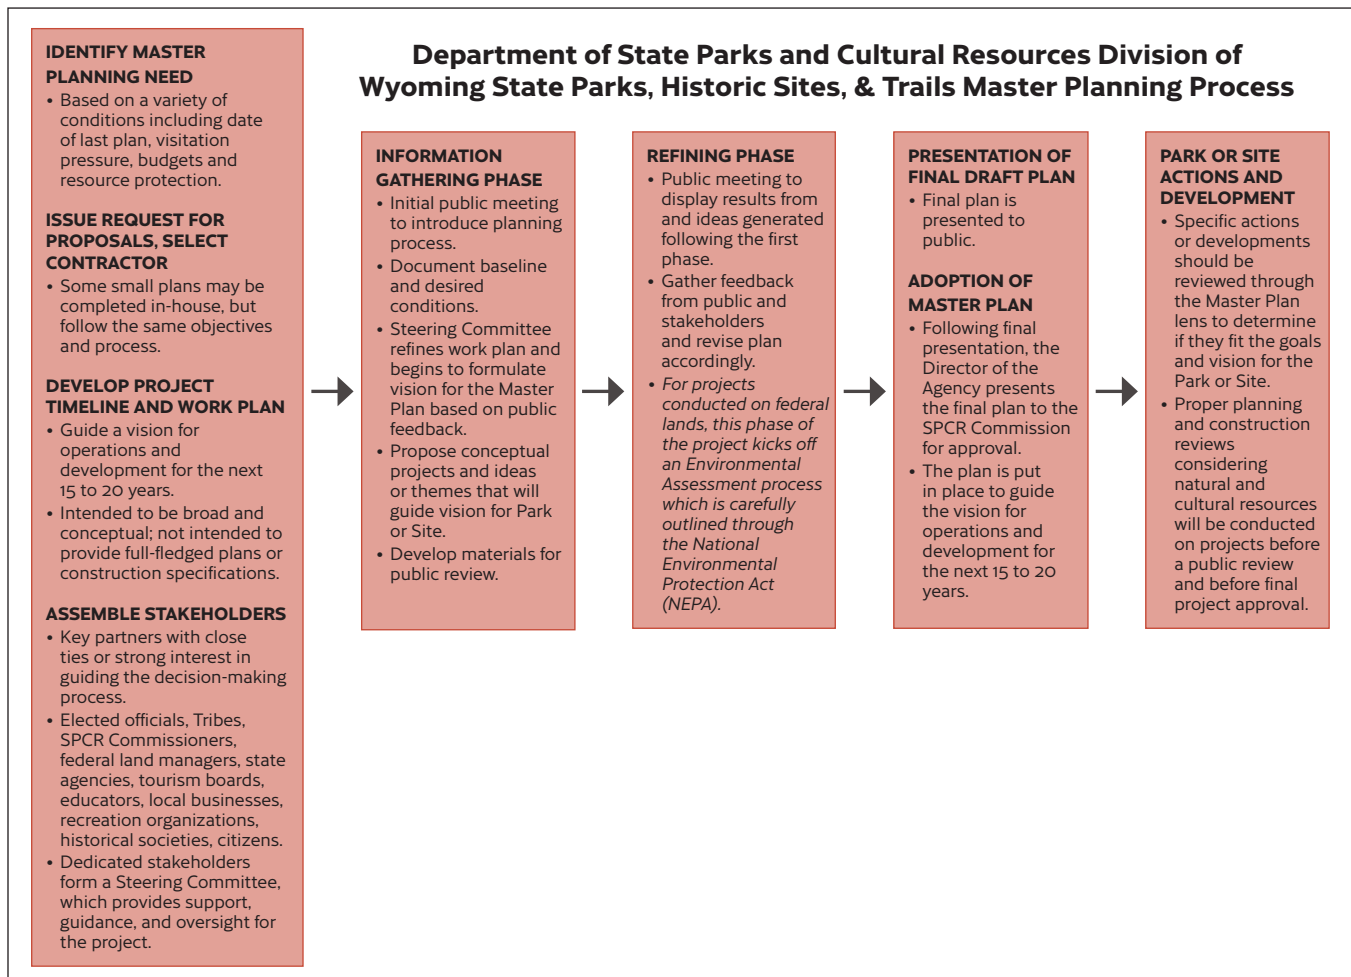 Department of State Parks and Cultural Resources Division of
Wyoming State Parks, Historic Sites, & Trails Master Planning Process
IDENTIFY MASTER
PLANNING NEED
• Based on a variety of
conditions including date
of last plan, visitation
pressure, budgets and
resource protection.
ISSUE REQUEST FOR
PROPOSALS, SELECT
CONTRACTOR
• Some small plans may be
completed in-house, but
follow the same objectives
and process.
DEVELOP PROJECT
TIMELINE AND WORK PLAN
• Guide a vision for
operations and
development for the next
15 to 20 years.
• Intended to be broad and
conceptual; not intended to
provide full-fledged plans or
construction specifications.
ASSEMBLE STAKEHOLDERS
• Key partners with close
ties or strong interest in
guiding the decision-making
process.
• Elected officials, Tribes,
SPCR Commissioners,
federal land managers, state
agencies, tourism boards,
educators, local businesses,
recreation organizations,
historical societies, citizens.
• Dedicated stakeholders
form a Steering Committee,
which provides support,
guidance, and oversight for
the project.
INFORMATION
GATHERING PHASE
• Initial public meeting
to introduce planning
process.
• Document baseline
and desired
conditions.
• Steering Committee
refines work plan and
begins to formulate
vision for the Master
Plan based on public
feedback.
• Propose conceptual
projects and ideas
or themes that will
guide vision for Park
or Site.
• Develop materials for
public review.
REFINING PHASE
• Public meeting to
display results from
and ideas generated
following the first
phase.
• Gather feedback
from public and
stakeholders
and revise plan
accordingly.
• For projects
conducted on federal
lands, this phase of
the project kicks off
an Environmental
Assessment process
which is carefully
outlined through
the National
Environmental
Protection Act
(NEPA).
PRESENTATION OF
FINAL DRAFT PLAN
• Final plan is
presented to
public.
ADOPTION OF
MASTER PLAN
• Following final
presentation, the
Director of the
Agency presents
the final plan to the
SPCR Commission
for approval.
• The plan is put
in place to guide
the vision for
operations and
development for
the next 15 to 20
years.
PARK OR SITE
ACTIONS AND
DEVELOPMENT
• Specific actions
or developments
should be
reviewed through
the Master Plan
lens to determine
if they fit the goals
and vision for the
Park or Site.
• Proper planning
and construction
reviews
considering
natural and
cultural resources
will be conducted
on projects before
a public review
and before final
project approval.